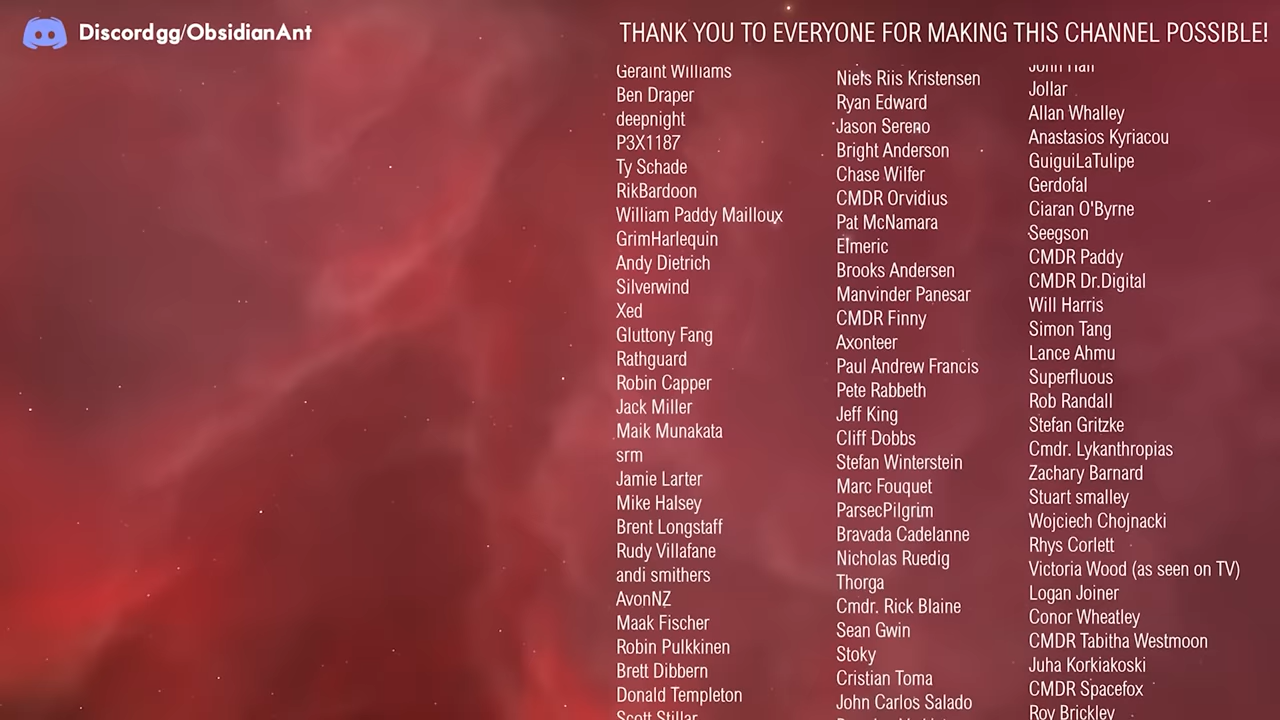 Discordgg/ObsidianAnt
THANK YOU TO EVERYONE FOR MAKING THIS CHANNEL POSSIBLE!
Geraint Williams
Ben Draper
deepnight
P3X1187
Ty Schade
RikBardoon
William Paddy Mailloux
GrimHarlequin
Andy Dietrich
Silverwind
Xed
Gluttony Fang
Rathguard
Robin Capper
Jack Miller
Maik Munakata
srm
Jamie Larter
Mike Halsey
Brent Longstaff
Rudy Villafane
andi smithers
AvonNZ
Maak Fischer
Robin Pulkkinen
Brett Dibbern
Donald Templeton
Scott Stillar
Niels Riis Kristensen
Ryan Edward
Jason Sereno
Bright Anderson
Chase Wilfer
CMDR Orvidius
Pat McNamara
Elmeric
Brooks Andersen
Manvinder Panesar
CMDR Finny
Axonteer
Paul Andrew Francis
Pete Rabbeth
Jeff King
Cliff Dobbs
Stefan Winterstein
Marc Fouquet
ParsecPilgrim
Bravada Cadelanne
Nicholas Ruedig
Thorga
Cmdr. Rick Blaine
Sean Gwin
Stoky
Cristian Toma
John Carlos Salado
John Hall
Jollar
Allan Whalley
Anastasios Kyriacou
GuiguiLaTulipe
Gerdofal
Ciaran O'Byrne
Seegson
CMDR Paddy
CMDR Dr.Digital
Will Harris
Simon Tang
Lance Ahmu
Superfluous
Rob Randall
Stefan Gritzke
Cmdr. Lykanthropias
Zachary Barnard
Stuart smalley
Wojciech Chojnacki
Rhys Corlett
Victoria Wood (as seen on TV)
Logan Joiner
Conor Wheatley
CMDR Tabitha Westmoon
Juha Korkiakoski
CMDR Spacefox
Roy Brickley